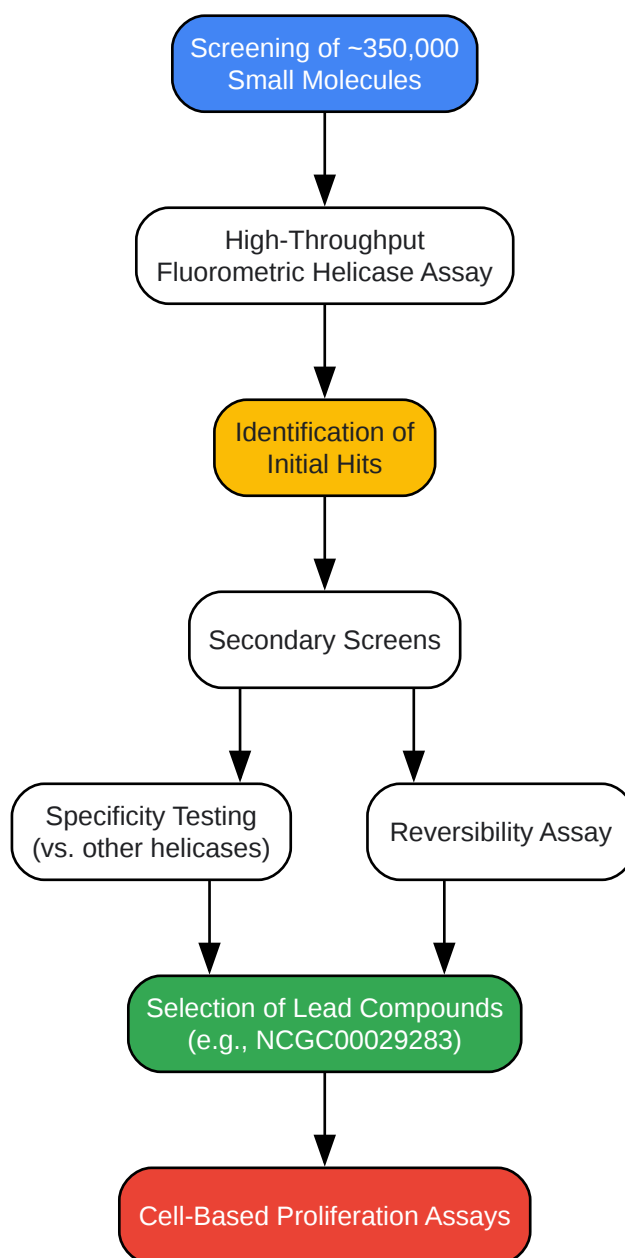 Screening of ~350,000
Small Molecules
High-Throughput
Fluorometric Helicase Assay
Identification of
Initial Hits
Secondary Screens
Specificity Testing
(vs. other helicases)
Reversibility Assay
Selection of Lead Compounds
(e.g., NCGC00029283)
Cell-Based Proliferation Assays